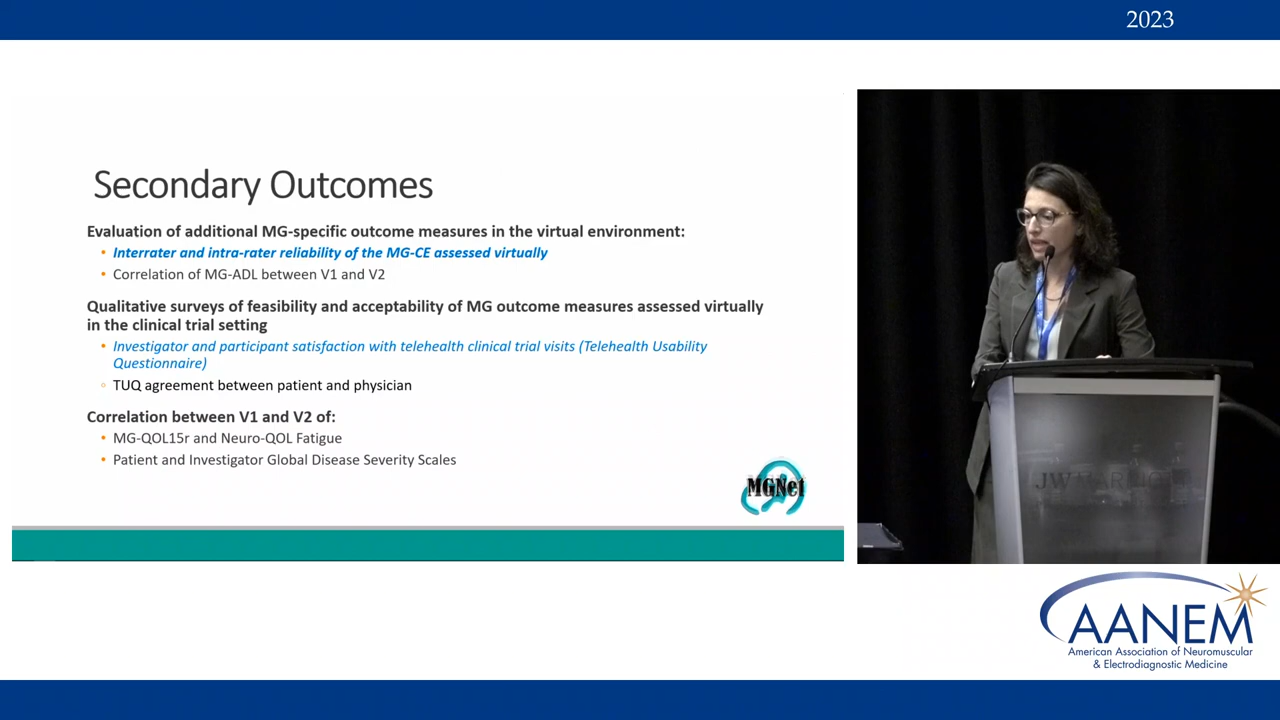 2023
Secondary Outcomes
Evaluation of additional MG-specific outcome measures in the virtual environment:
• Interrater and intra-rater reliability of the MG-CE assessed virtually
• Correlation of MG-ADL between V1 and V2
Qualitative surveys of feasibility and acceptability of MG outcome measures assessed virtually
in the clinical trial setting
• Investigator and participant satisfaction with telehealth clinical trial visits (Telehealth Usability
Questionnaire)
◦ TUQ agreement between patient and physician
Correlation between V1 and V2 of:
• MG-QOL15r and Neuro-QOL Fatigue
• Patient and Investigator Global Disease Severity Scales
MGNet
JW
AANEM
American Association of Neuromuscular
& Electrodiagnostic Medicine